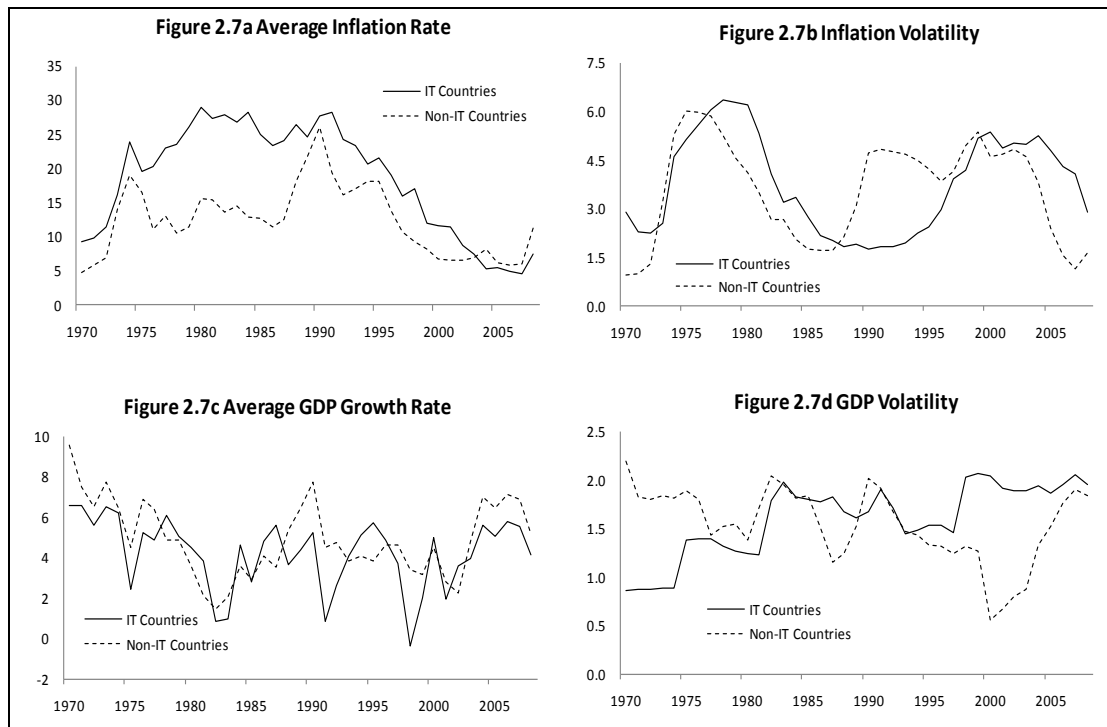 Figure 2.7a Average Inflation Rate
35
30
25
20
15
10
5
0
IT Countries
Non-IT Countries
1970 1975 1980 1985 1990 1995 2000 2005
Figure 2.7b Inflation Volatility
7.5
6.0
4.5
3.0
1.5
0.0
IT Countries
Non-IT Countries
1970 1975 1980 1985 1990 1995 2000 2005
Figure 2.7c Average GDP Growth Rate
10
8
6
4
2
0
-2
IT Countries
Non-IT Countries
1970 1975 1980 1985 1990 1995 2000 2005
Figure 2.7d GDP Volatility
2.5
2.0
1.5
1.0
0.5
0.0
IT Countries
Non-IT Countries
1970 1975 1980 1985 1990 1995 2000 2005